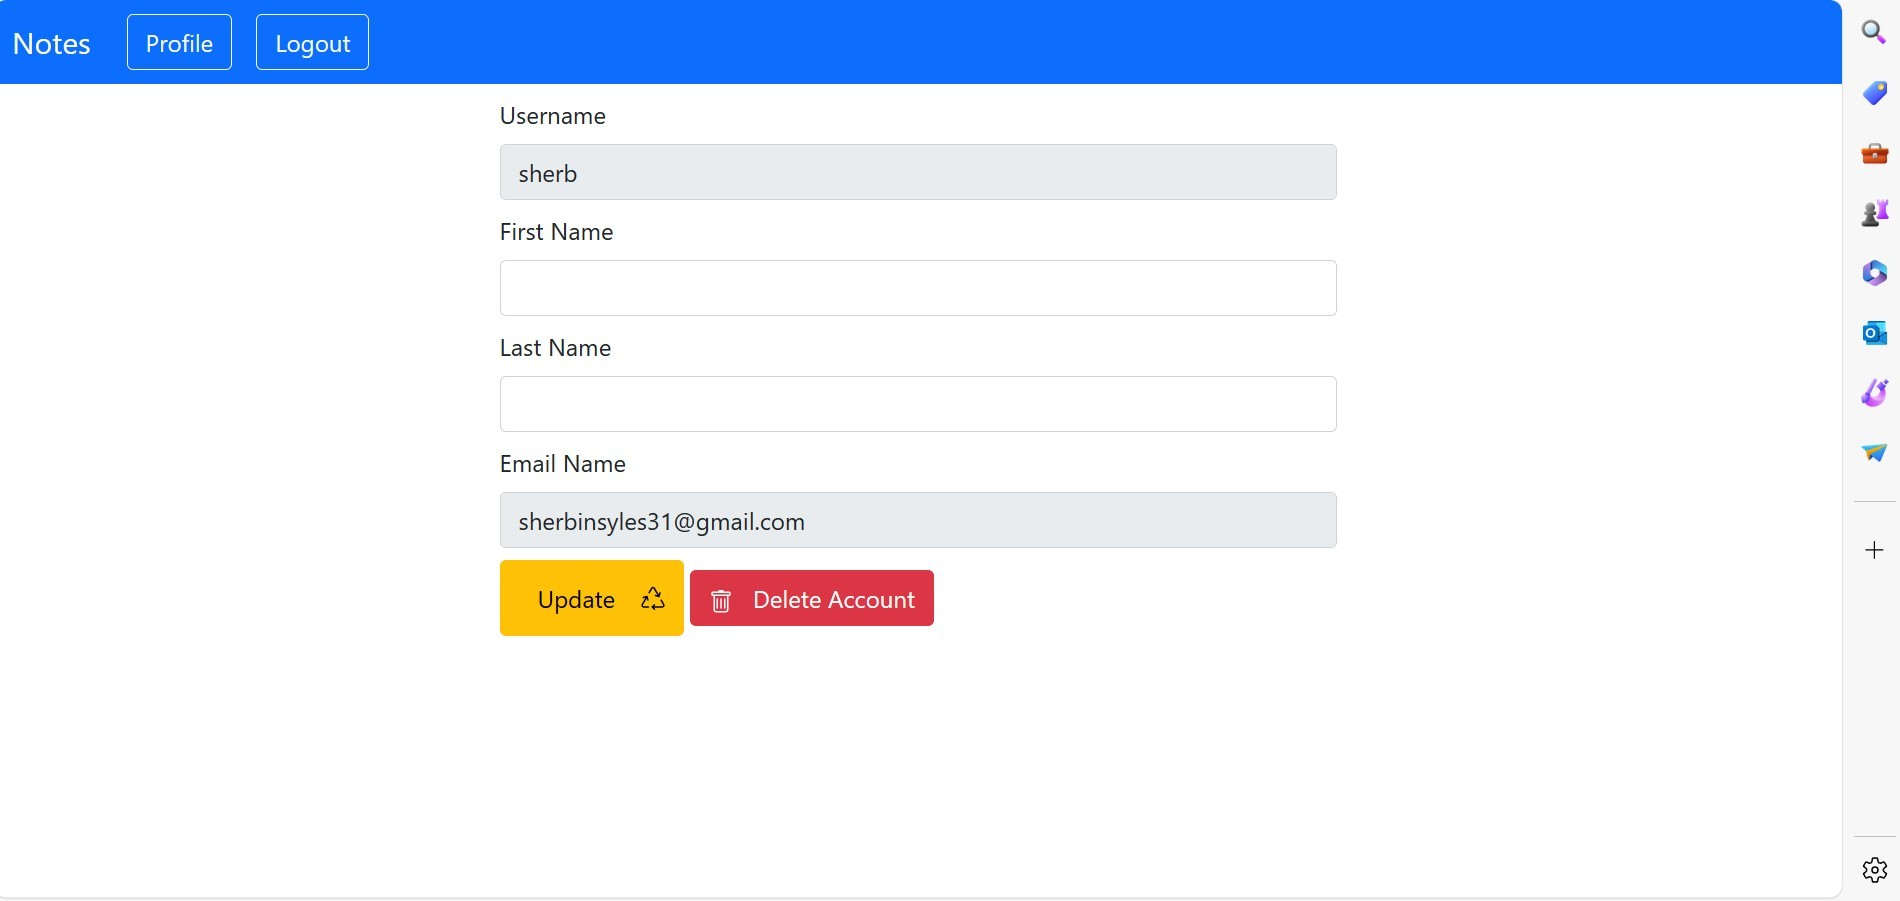 Notes Profile Logout
Username
sherb
First Name
Last Name
Email Name
sherbinsyles31@gmail.com
Update Delete Account